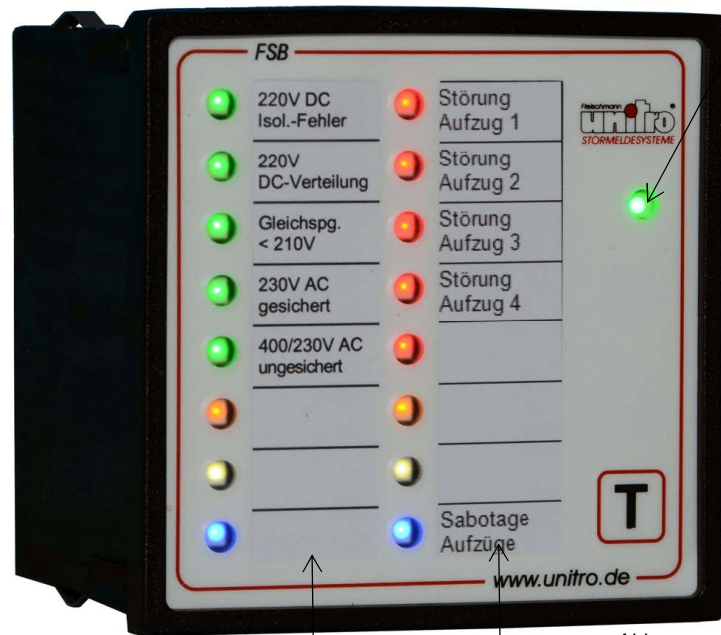 FSB
220V DC
Isol.-Fehler
220V
DC-Verteilung
Gleichspg.
< 210V
230V AC
gesichert
400/230V AC
ungesichert
Störung
Aufzug 1
Störung
Aufzug 2
Störung
Aufzug 3
Störung
Aufzug 4
Sabotage
Aufzüge
Fleischmann
unitro
STÖRMELDESYSTEME
T
www.unitro.de